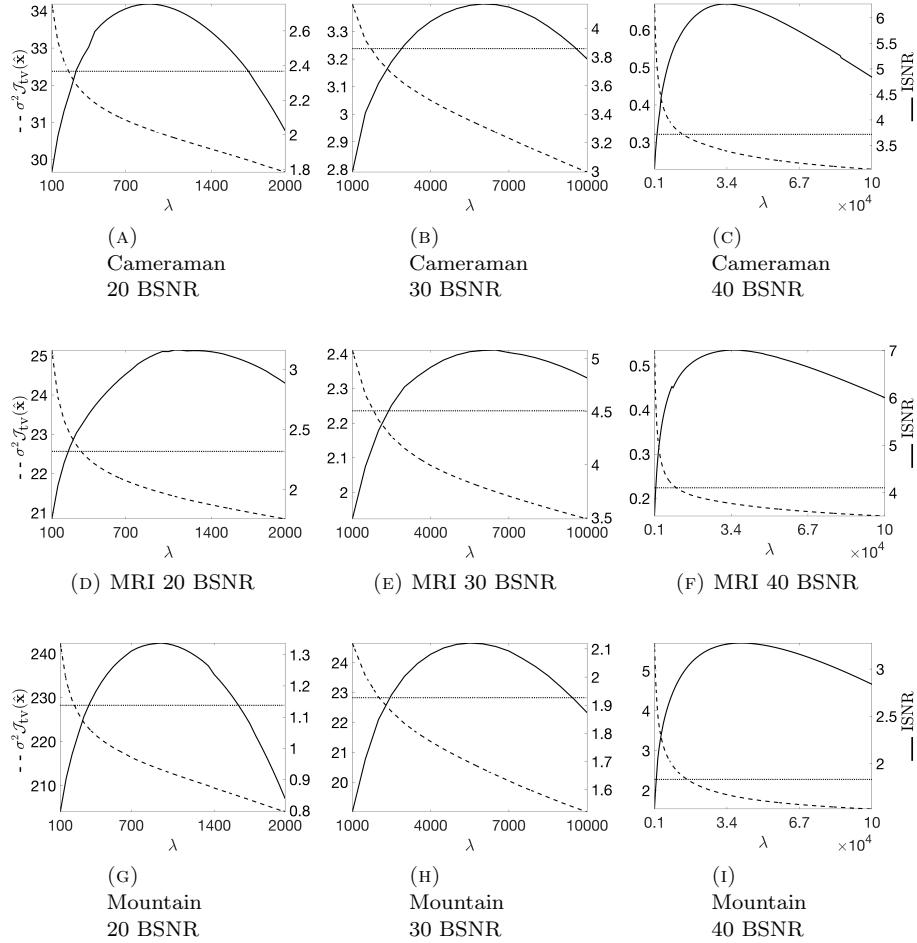 - - σ²𝒥_tv(x̂)
34
33
32
31
30
2.6
2.4
2.2
2
1.8
100 700 1400 2000
λ
3.4
3.3
3.2
3.1
3
2.9
2.8
4
3.8
3.6
3.4
3.2
3
1000 4000 7000 10000
λ
0.6
0.5
0.4
0.3
6
5.5
5
4.5
4
3.5
0.1 3.4 6.7 10
×10⁴
λ
ISNR
(A)
Cameraman
20 BSNR
(B)
Cameraman
30 BSNR
(C)
Cameraman
40 BSNR
- - σ²𝒥_tv(x̂)
25
24
23
22
21
3
2.5
2
100 700 1400 2000
λ
2.4
2.3
2.2
2.1
2
5
4.5
4
3.5
1000 4000 7000 10000
λ
0.5
0.4
0.3
0.2
7
6
5
4
0.1 3.4 6.7 10
×10⁴
λ
ISNR
(D) MRI 20 BSNR
(E) MRI 30 BSNR
(F) MRI 40 BSNR
- - σ²𝒥_tv(x̂)
240
230
220
210
1.3
1.2
1.1
1
0.9
0.8
100 700 1400 2000
λ
24
23
22
21
20
2.1
2
1.9
1.8
1.7
1.6
1000 4000 7000 10000
λ
5
4
3
2
3
2.5
2
0.1 3.4 6.7 10
×10⁴
λ
ISNR
(G)
Mountain
20 BSNR
(H)
Mountain
30 BSNR
(I)
Mountain
40 BSNR